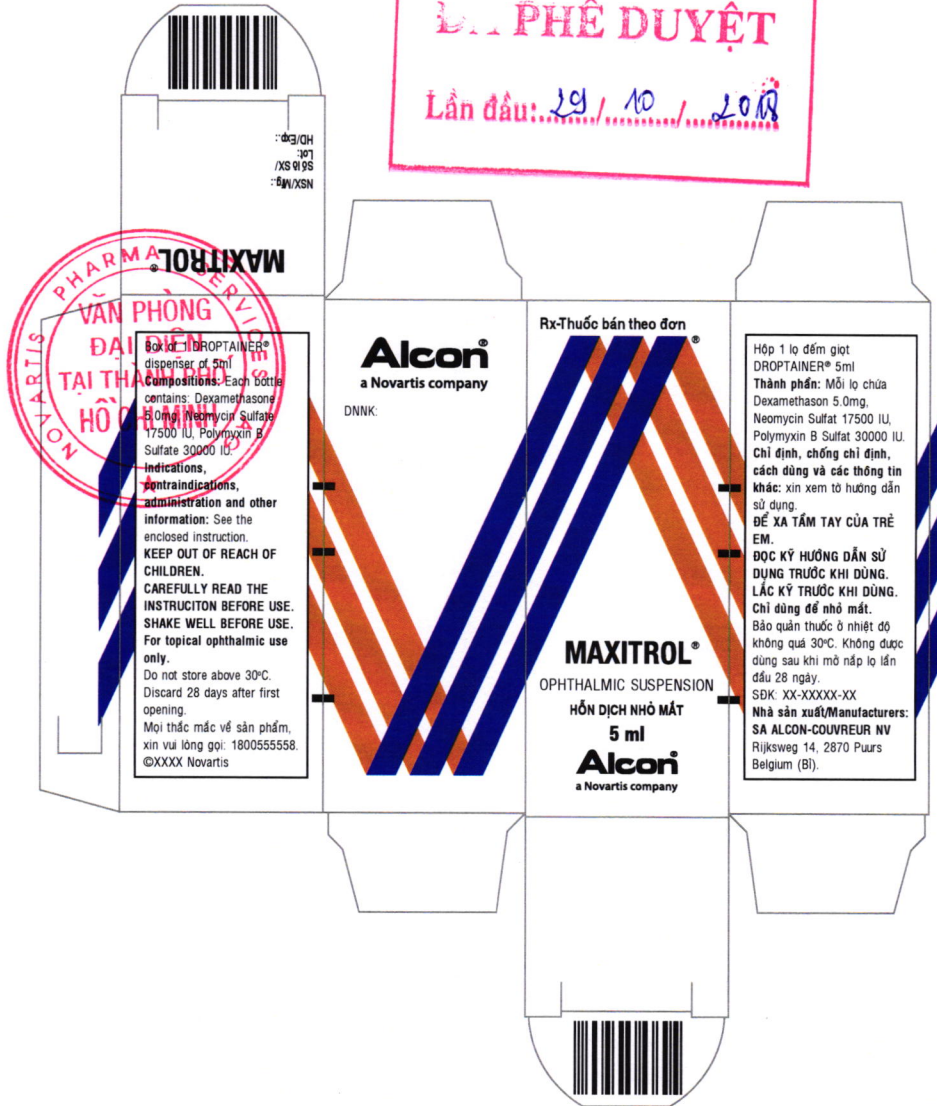 ĐÃ PHÊ DUYỆT
Lần đầu: 29 / 10 / 2018
NSX/Mfg.:
Số lô SX/
Lot:
HD/Exp.:
MAXITROL®
NOVARTIS PHARMA SERVICES AG
VĂN PHÒNG
ĐẠI DIỆN
TẠI THÀNH PHỐ
HỒ CHÍ MINH
Box of 1 DROPTAINER®
dispenser of 5ml
Compositions: Each bottle
contains: Dexamethasone
5.0mg, Neomycin Sulfate
17500 IU, Polymyxin B
Sulfate 30000 IU.
Indications,
contraindications,
administration and other
information: See the
enclosed instruction.
KEEP OUT OF REACH OF
CHILDREN.
CAREFULLY READ THE
INSTRUCITON BEFORE USE.
SHAKE WELL BEFORE USE.
For topical ophthalmic use
only.
Do not store above 30°C.
Discard 28 days after first
opening.
Mọi thắc mắc về sản phẩm,
xin vui lòng gọi: 1800555558.
©XXXX Novartis
Alcon®
a Novartis company
DNNK:
Rx-Thuốc bán theo đơn
®
MAXITROL®
OPHTHALMIC SUSPENSION
HỖN DỊCH NHỎ MẮT
5 ml
Alcon®
a Novartis company
Hộp 1 lọ đếm giọt
DROPTAINER® 5ml
Thành phần: Mỗi lọ chứa
Dexamethason 5.0mg,
Neomycin Sulfat 17500 IU,
Polymyxin B Sulfat 30000 IU.
Chỉ định, chống chỉ định,
cách dùng và các thông tin
khác: xin xem tờ hướng dẫn
sử dụng.
ĐỂ XA TẦM TAY CỦA TRẺ
EM.
ĐỌC KỸ HƯỚNG DẪN SỬ
DỤNG TRƯỚC KHI DÙNG.
LẮC KỸ TRƯỚC KHI DÙNG.
Chỉ dùng để nhỏ mắt.
Bảo quản thuốc ở nhiệt độ
không quá 30°C. Không được
dùng sau khi mở nắp lọ lần
đầu 28 ngày.
SĐK: XX-XXXXX-XX
Nhà sản xuất/Manufacturers:
SA ALCON-COUVREUR NV
Rijksweg 14, 2870 Puurs
Belgium (Bỉ).